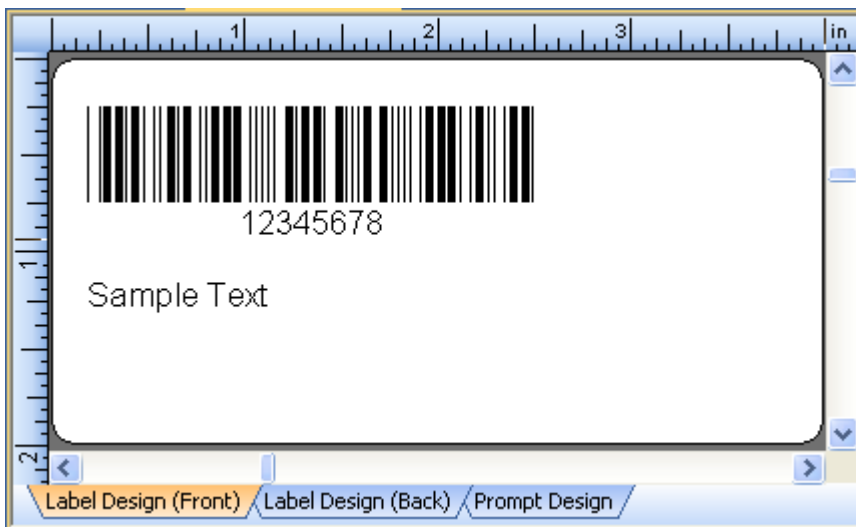 1 2 3 in
12345678
1
Sample Text
2
Label Design (Front) Label Design (Back) Prompt Design